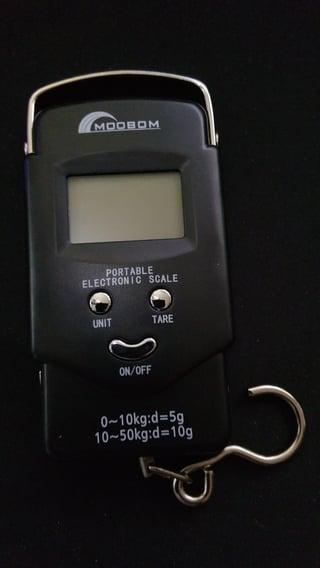 MOOBOM
PORTABLE
ELECTRONIC SCALE
UNIT
TARE
ON/OFF
0~10kg:d=5g
10~50kg:d=10g